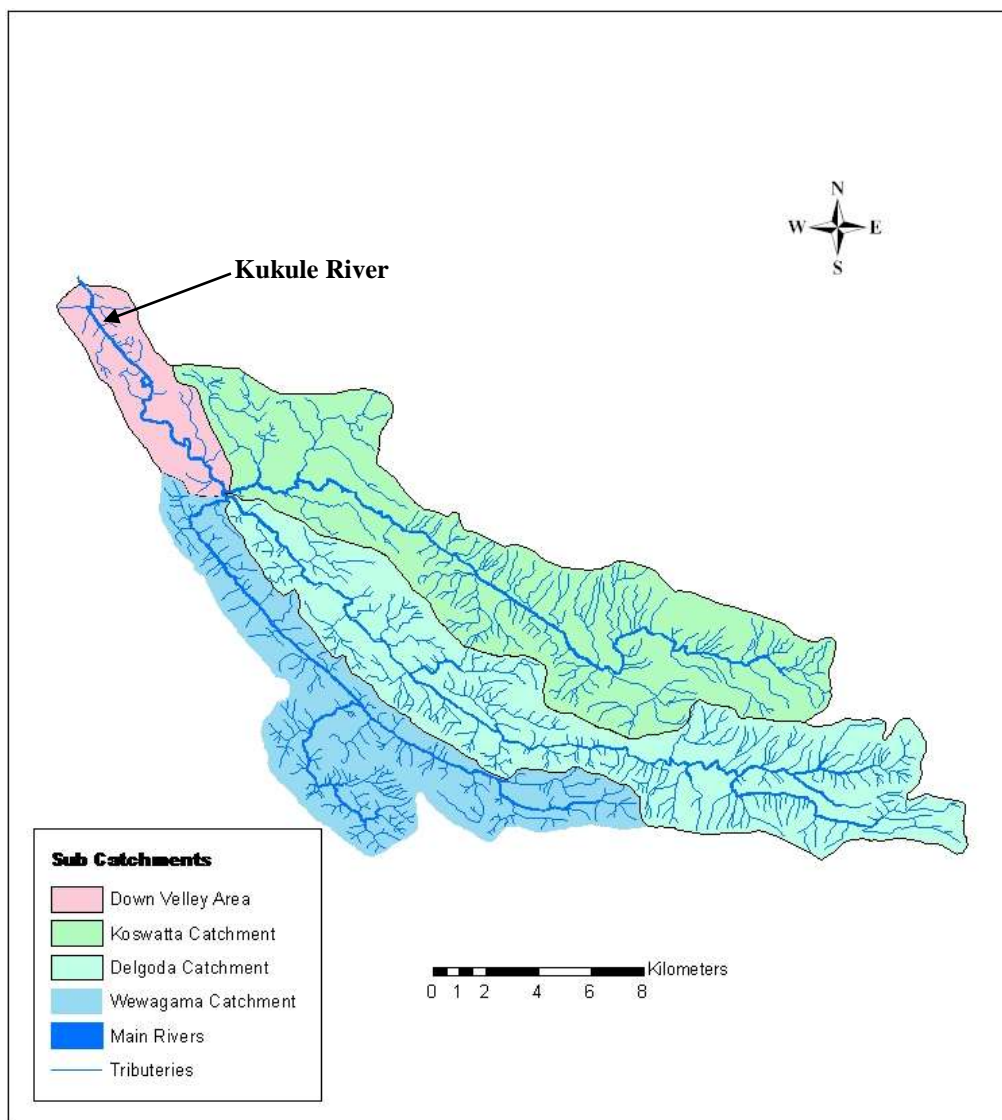 N
W E
S
Kukule River
Sub Catchments
Down Velley Area
Koswatta Catchment
Delgoda Catchment
Wewagama Catchment
Main Rivers
Tributeries
Kilometers
0 1 2 4 6 8